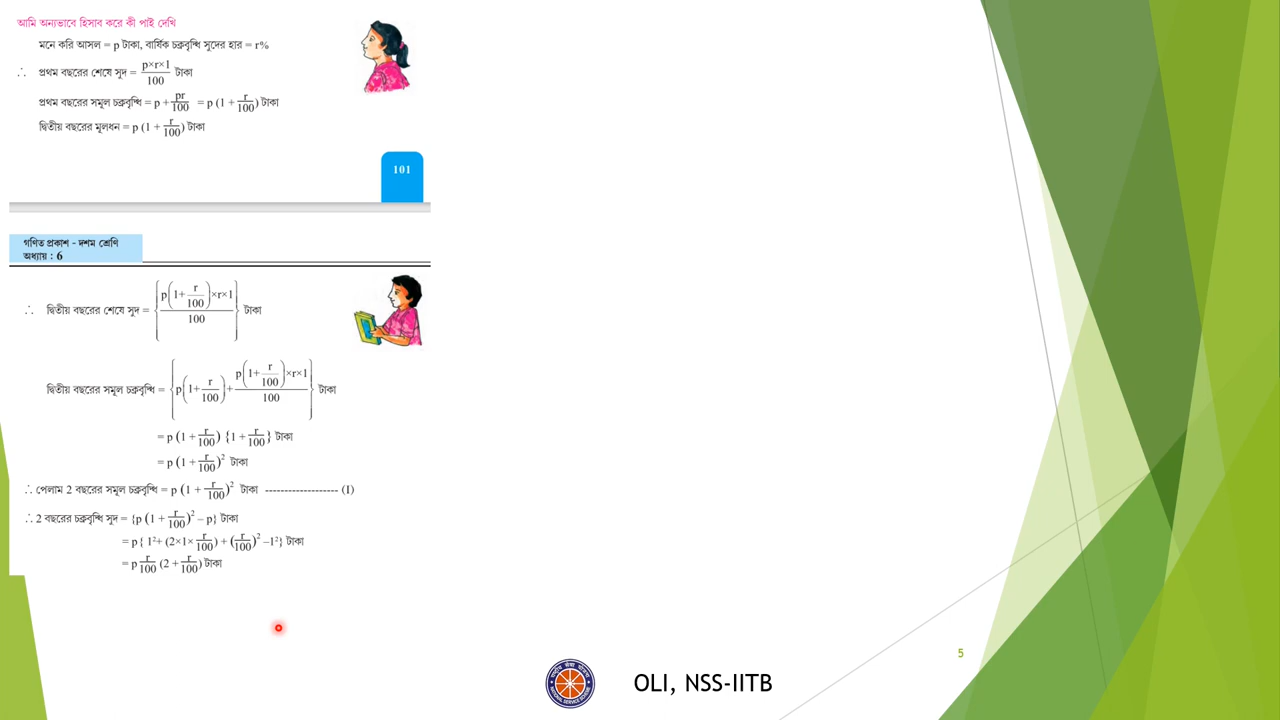 আমি অন্যভাবে হিসাব করে কী পাই দেখি
মনে করি আসল = p টাকা, বার্ষিক চক্রবৃদ্ধি সুদের হার = r%
∴ প্রথম বছরের শেষে সুদ = p×r×1/100 টাকা
প্রথম বছরের সমূল চক্রবৃদ্ধি = p + pr/100 = p (1 + r/100) টাকা
দ্বিতীয় বছরের মূলধন = p (1 + r/100) টাকা
101
গণিত প্রকাশ - দশম শ্রেণি
অধ্যায় : 6
∴ দ্বিতীয় বছরের শেষে সুদ = {p(1+r/100)×r×1/100} টাকা
দ্বিতীয় বছরের সমূল চক্রবৃদ্ধি = {p(1+r/100)+p(1+r/100)×r×1/100} টাকা
= p (1 + r/100) {1 + r/100} টাকা
= p (1 + r/100)² টাকা
∴ পেলাম 2 বছরের সমূল চক্রবৃদ্ধি = p (1 + r/100)² টাকা ------------------- (I)
∴ 2 বছরের চক্রবৃদ্ধি সুদ = {p (1 + r/100)² – p} টাকা
= p{ 1²+ (2×1× r/100) + (r/100)² –1²} টাকা
= p r/100 (2 + r/100) টাকা
5
OLI, NSS-IITB